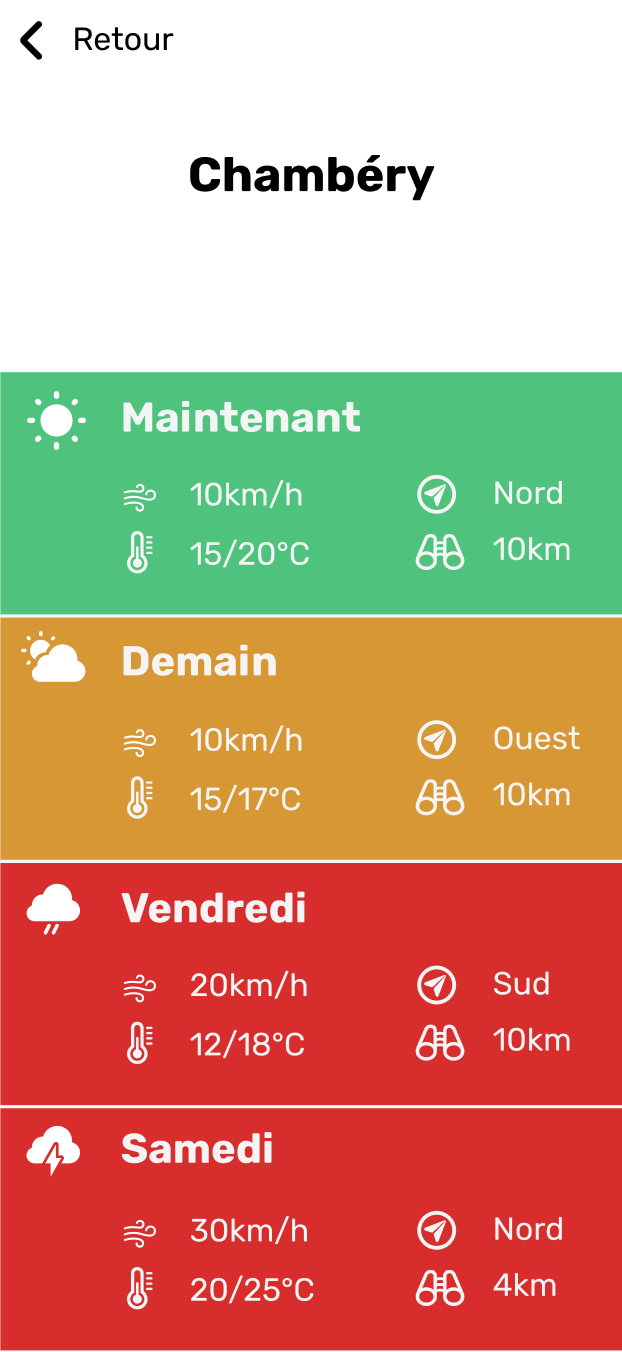 Retour
Chambéry
Maintenant
10km/h Nord
15/20°C 10km
Demain
10km/h Ouest
15/17°C 10km
Vendredi
20km/h Sud
12/18°C 10km
Samedi
30km/h Nord
20/25°C 4km